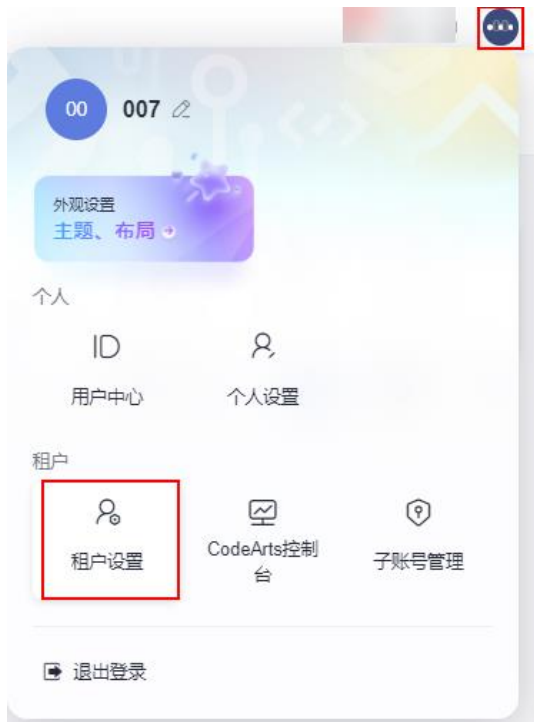 00
007
外观设置
主题、布局
个人
ID
用户中心
个人设置
租户
租户设置
CodeArts控制
台
子账号管理
退出登录